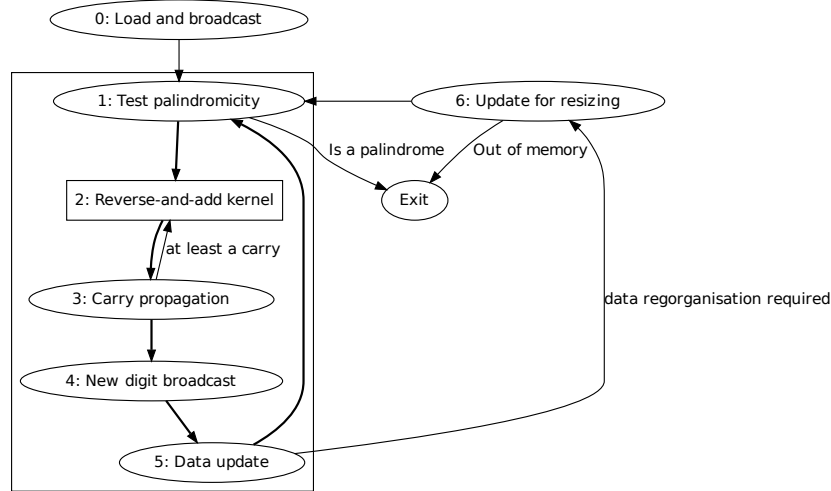 0: Load and broadcast
1: Test palindromicity
6: Update for resizing
Is a palindrome
Out of memory
2: Reverse-and-add kernel
Exit
at least a carry
3: Carry propagation
data regorganisation required
4: New digit broadcast
5: Data update